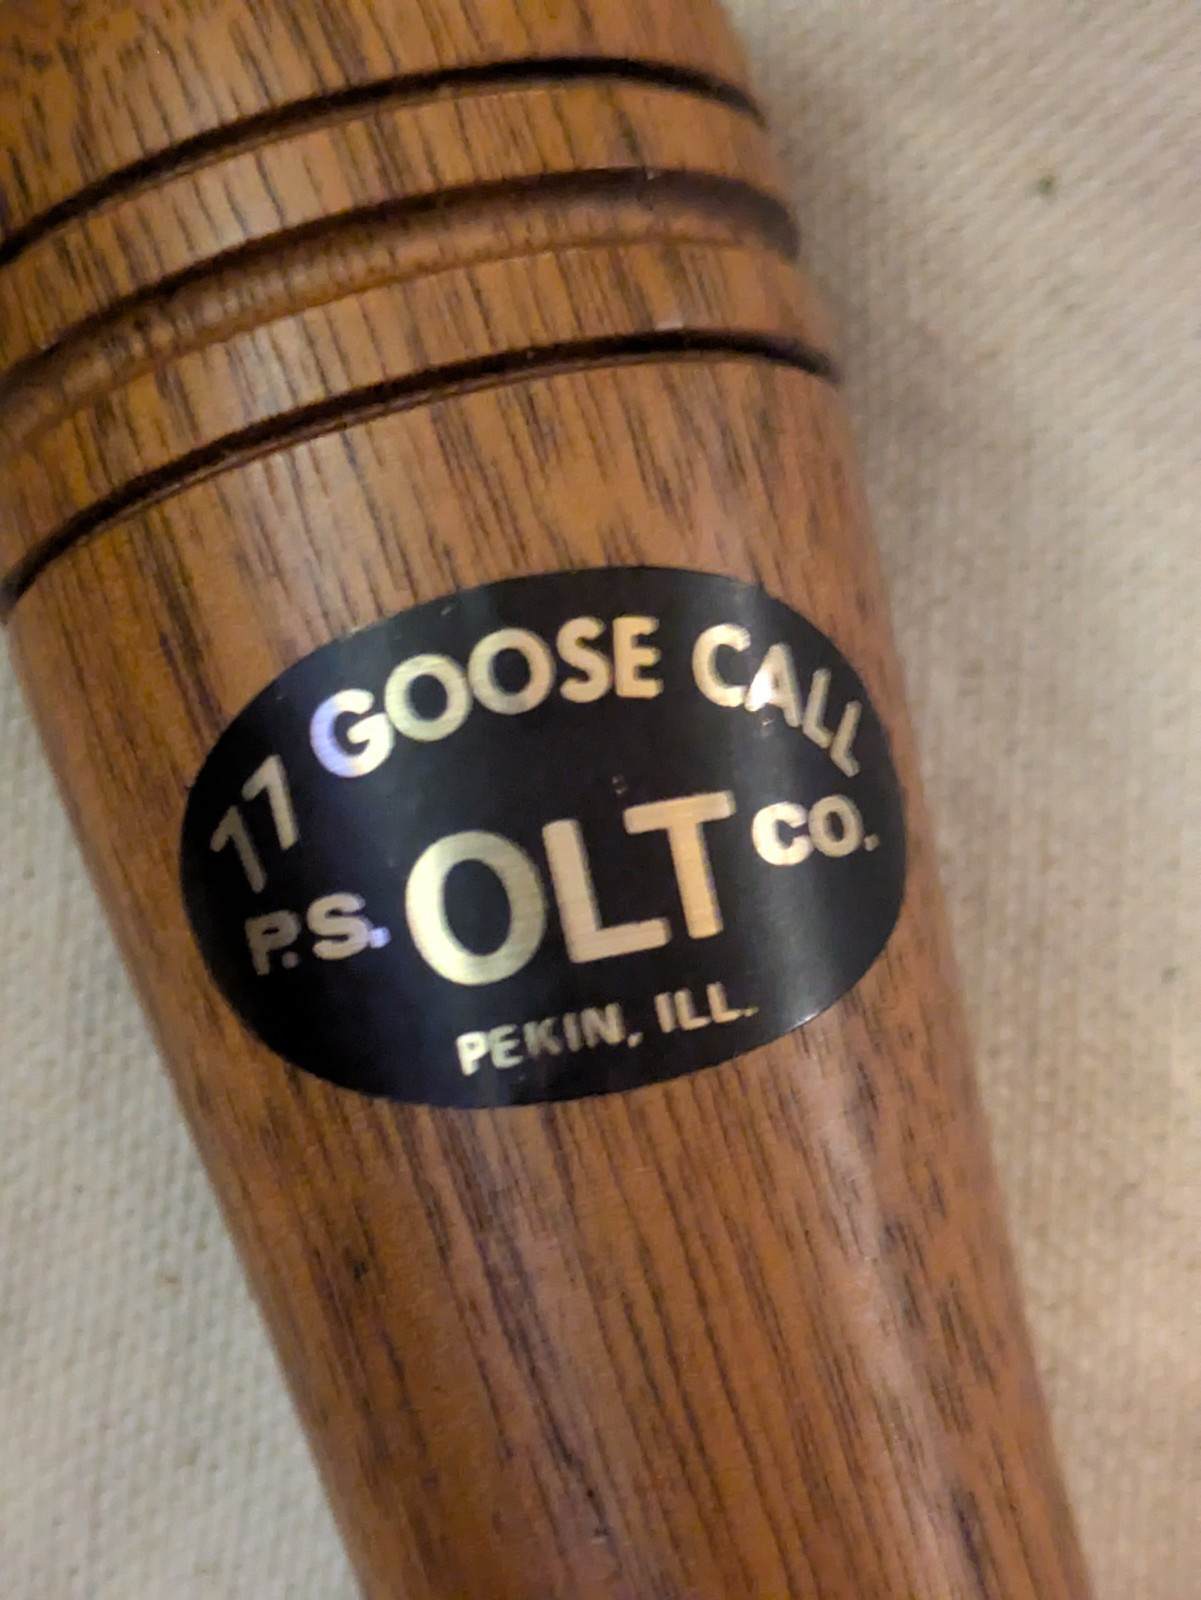 77 GOOSE CALL
P.S. OLT CO.
PEKIN, ILL.